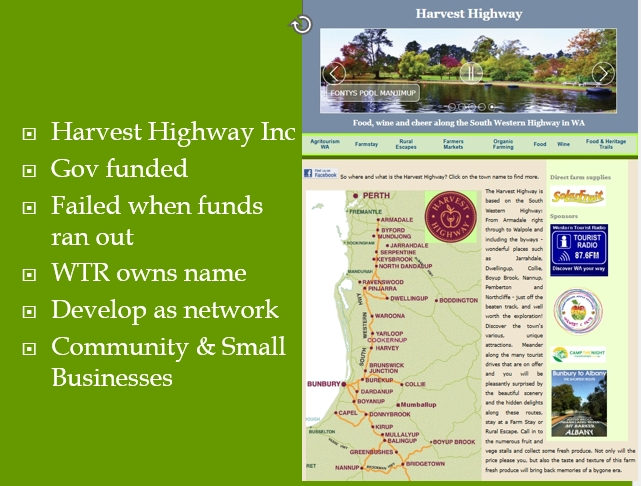 Harvest Highway Inc
Gov funded
Failed when funds
ran out
WTR owns name
Develop as network
Community & Small
Businesses
Harvest Highway
FONTYS POOL MANJIMUP
Food, wine and cheer along the South Western Highway in WA
Agritourism WA
Farmstay
Rural Escapes
Farmers Markets
Organic Farming
Food
Wine
Food & Heritage Trails
Find us on Facebook
So where and what is the Harvest Highway? Click on the town name to find more.
PERTH
FREMANTLE
ARMADALE
BYFORD
MUNDIJONG
ROCKINGHAM
JARRAHDALE
SERPENTINE
KEYSBROOK
NORTH DANDALUP
MANDURAH
RAVENSWOOD
PINJARRA
DWELLINGUP
BODDINGTON
WAROONA
YARLOOP
COOKERNUP
HARVEY
SOUTH WESTERN HWY
BRUNSWICK
JUNCTION
BUNBURY
BUREKUP
COLLIE
DARDANUP
BOYANUP
Mumballup
CAPEL
DONNYBROOK
KIRUP
BUSSELTON
MULLALYUP
BALINGUP
BOYUP BROOK
GREENBUSHES
BRIDGETOWN
NANNUP
RET
HARVEST HIGHWAY
The Harvest Highway is
based on the South
Western Highway:
From Armadale right
through to Walpole and
including the byways -
wonderful places such
as Jarrahdale,
Dwellingup, Collie,
Boyup Brook, Nannup,
Pemberton and
Northcliffe - just off the
beaten track, and well
worth the exploration!
Discover the town's
various, unique
attractions. Meander
along the many tourist
drives that are on offer
and you will be
pleasantly surprised by
the beautiful scenery
and the hidden delights
along these routes.
stay at a Farm Stay or
Rural Escape. Call in to
the numerous fruit and
vege stalls and collect some fresh produce. Not only will the
price please you, but also the taste and texture of this farm
fresh produce will bring back memories of a bygone era.
Direct farm supplies
Sponsors
Western Tourist Radio
TOURIST
RADIO
87.6FM
Discover WA your way
CAMP THE NIGHT
Bunbury to Albany
ALBANY